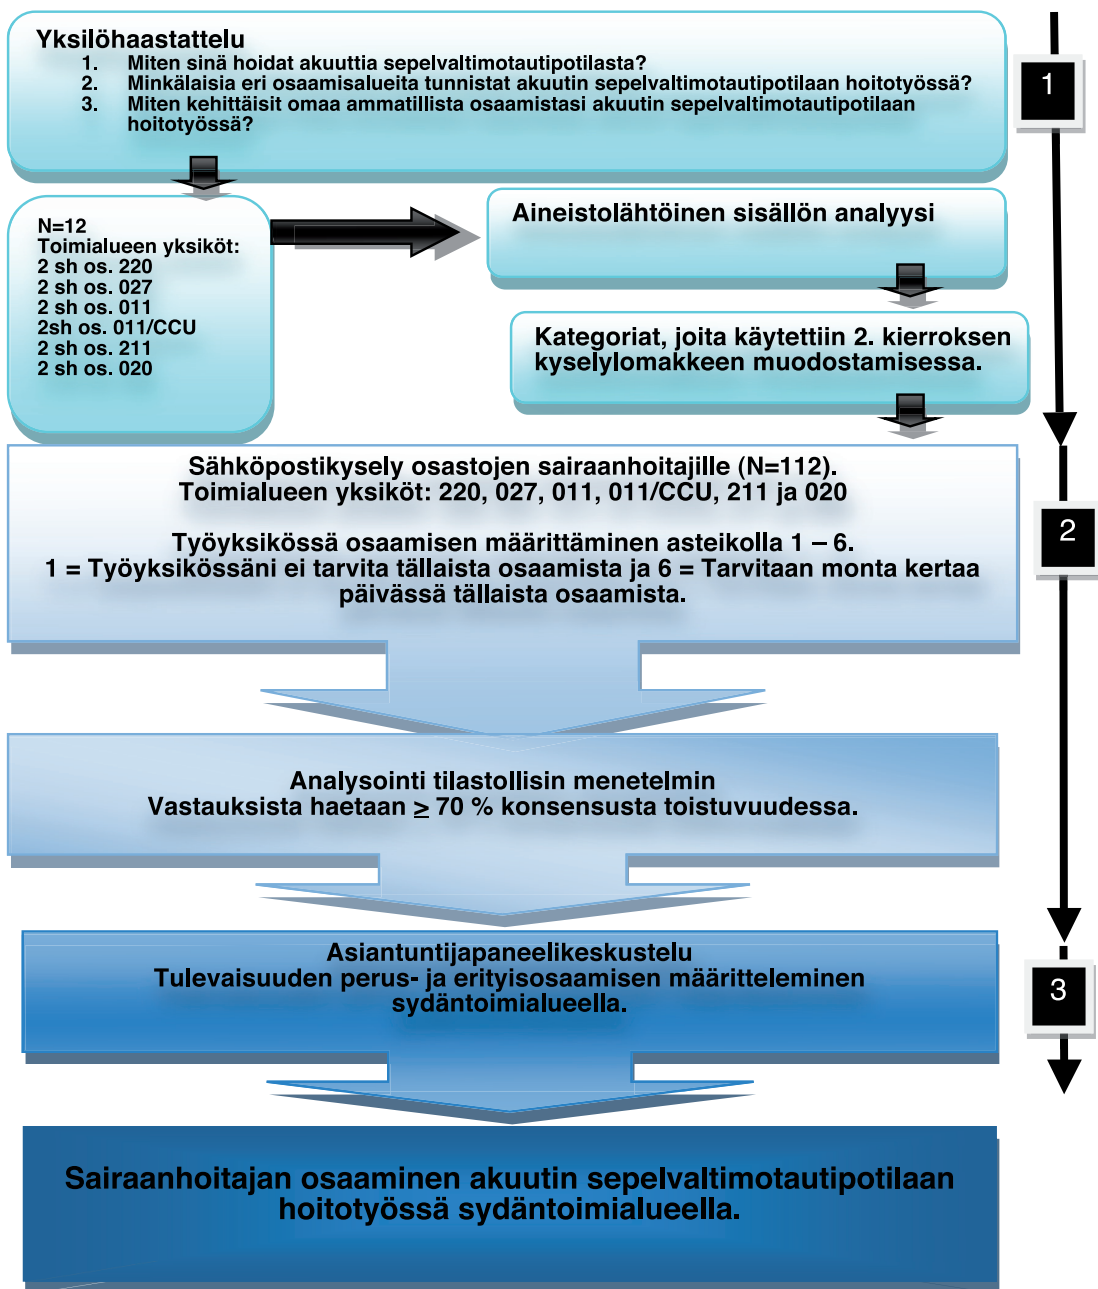 Yksilöhaastattelu
1. Miten sinä hoidat akuuttia sepelvaltimotautipotilasta?
2. Minkälaisia eri osaamisalueita tunnistat akuutin sepelvaltimotautipotilaan hoitotyössä?
3. Miten kehittäisit omaa ammatillista osaamistasi akuutin sepelvaltimotautipotilaan
hoitotyössä?
1
N=12
Toimialueen yksiköt:
2 sh os. 220
2 sh os. 027
2 sh os. 011
2sh os. 011/CCU
2 sh os. 211
2 sh os. 020
Aineistolähtöinen sisällön analyysi
Kategoriat, joita käytettiin 2. kierroksen
kyselylomakkeen muodostamisessa.
Sähköpostikysely osastojen sairaanhoitajille (N=112).
Toimialueen yksiköt: 220, 027, 011, 011/CCU, 211 ja 020
Työyksikössä osaamisen määrittäminen asteikolla 1 – 6.
1 = Työyksikössäni ei tarvita tällaista osaamista ja 6 = Tarvitaan monta kertaa
päivässä tällaista osaamista.
2
Analysointi tilastollisin menetelmin
Vastauksista haetaan ≥ 70 % konsensusta toistuvuudessa.
Asiantuntijapaneelikeskustelu
Tulevaisuuden perus- ja erityisosaamisen määritteleminen
sydäntoimialueella.
3
Sairaanhoitajan osaaminen akuutin sepelvaltimotautipotilaan
hoitotyössä sydäntoimialueella.